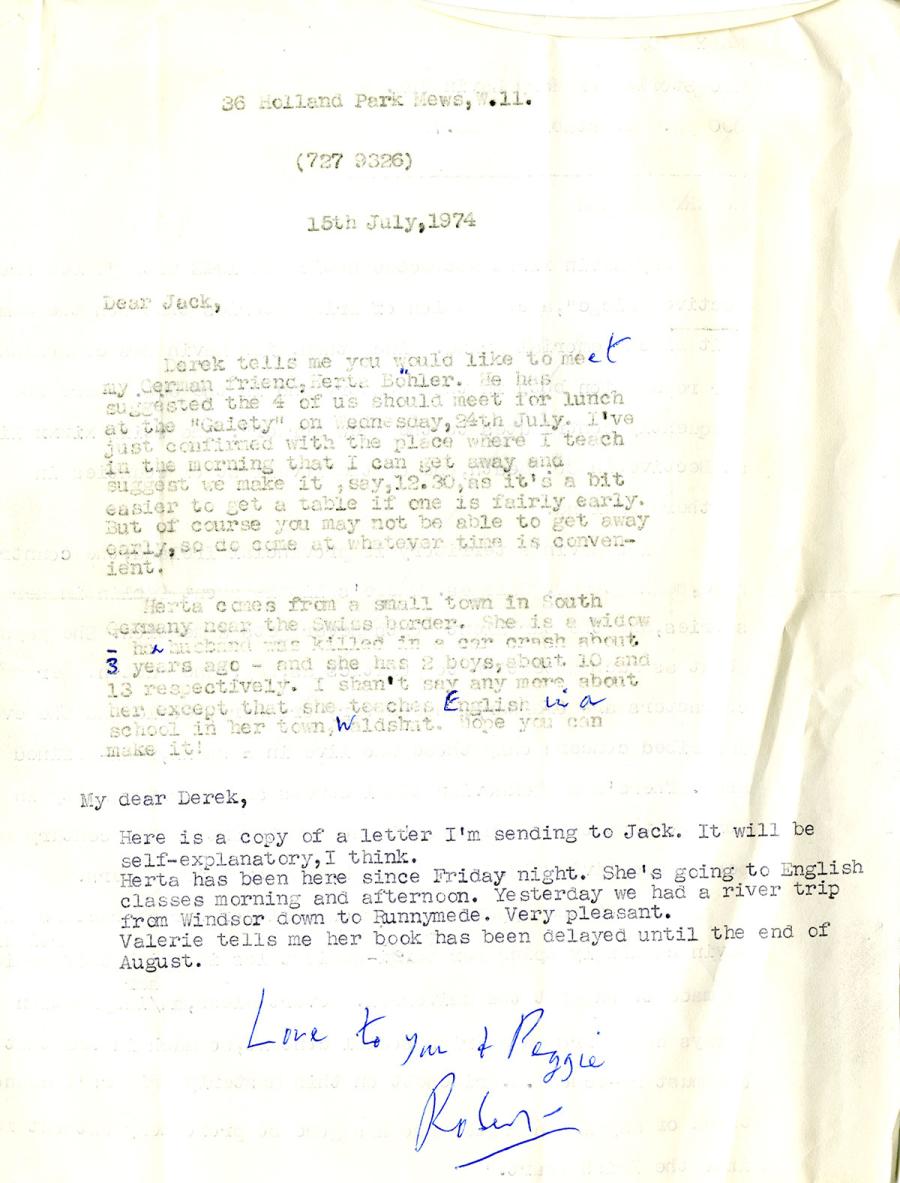 36 Holland Park Mews,W.11.
(727 9326)
15th July,1974
Dear Jack,
Derek tells me you would like to meet
my German friend,Herta Böhler. He has
suggested the 4 of us should meet for lunch
at the "Gaiety" on Wednesday,24th July. I've
just confirmed with the place where I teach
in the morning that I can get away and
suggest we make it ,say,12.30,as it's a bit
easier to get a table if one is fairly early.
But of course you may not be able to get away
early,so do come at whatever time is conven-
ient.
Herta comes from a small town in South
Germany near the Swiss border. She is a widow
- her husband was killed in a car crash about
3 years ago - and she has 2 boys,about 10 and
13 respectively. I shan't say any more about
her except that she teaches English in a
school in her town,Waldshut. Hope you can
make it!
My dear Derek,
Here is a copy of a letter I'm sending to Jack. It will be
self-explanatory,I think.
Herta has been here since Friday night. She's going to English
classes morning and afternoon. Yesterday we had a river trip
from Windsor down to Runnymede. Very pleasant.
Valerie tells me her book has been delayed until the end of
August.
Love to you & Peggie
Robert